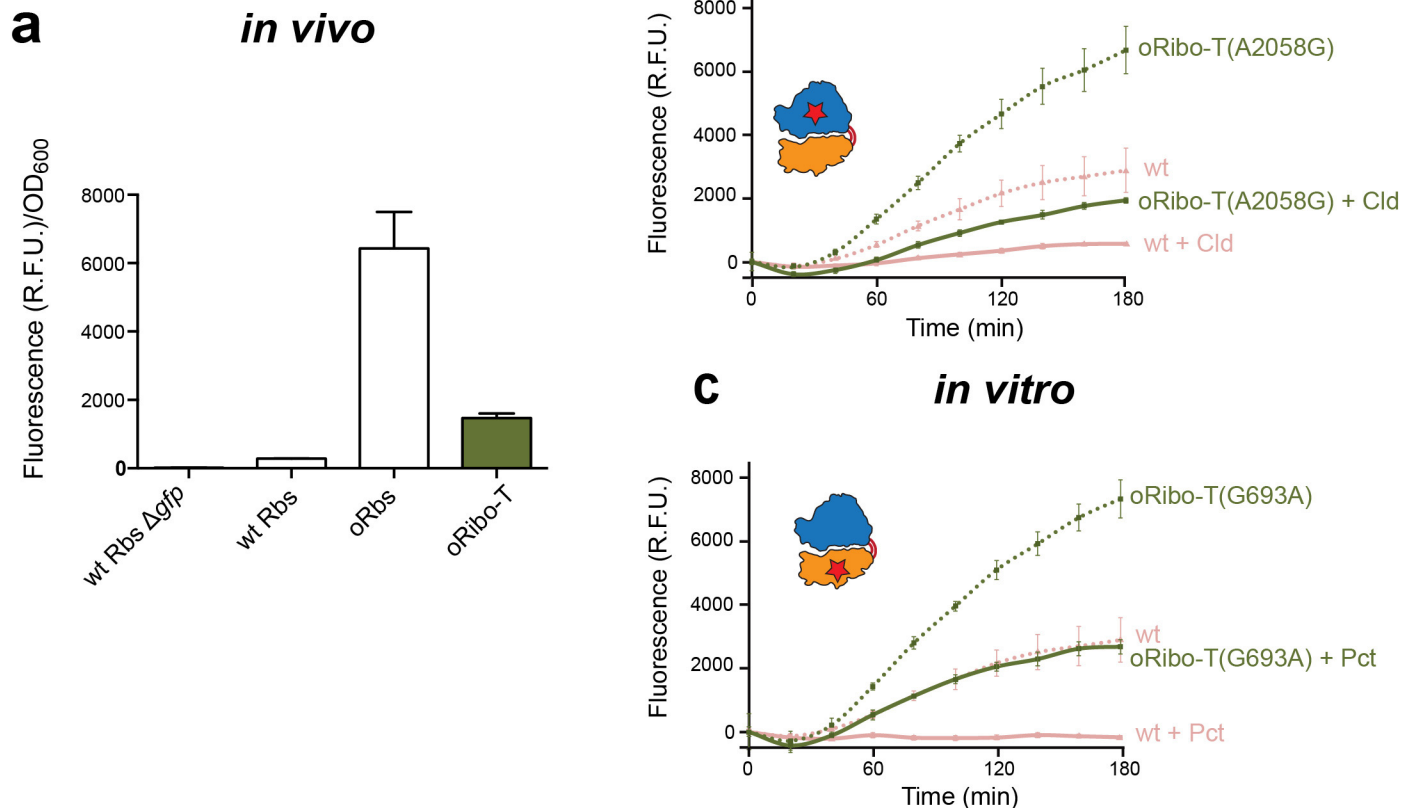 a
in vivo
Fluorescence (R.F.U.)/OD600
8000
6000
4000
2000
0
wt Rbs Δgfp
wt Rbs
oRbs
oRibo-T
Fluorescence (R.F.U.)
8000
6000
4000
2000
0
oRibo-T(A2058G)
wt
oRibo-T(A2058G) + Cld
wt + Cld
0
60
120
180
Time (min)
c
in vitro
Fluorescence (R.F.U.)
8000
6000
4000
2000
0
oRibo-T(G693A)
wt
oRibo-T(G693A) + Pct
wt + Pct
0
60
120
180
Time (min)